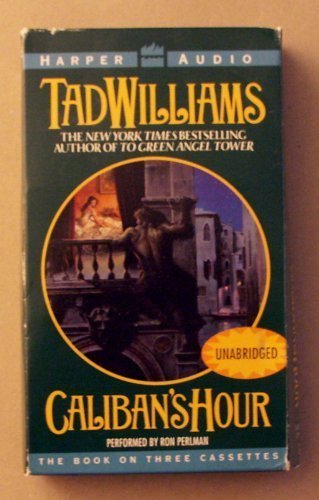 HARPER AUDIO
TAD WILLIAMS
THE NEW YORK TIMES BESTSELLING
AUTHOR OF TO GREEN ANGEL TOWER
UNABRIDGED
CALIBAN'S HOUR
PERFORMED BY RON PERLMAN
THE BOOK ON THREE CASSETTES